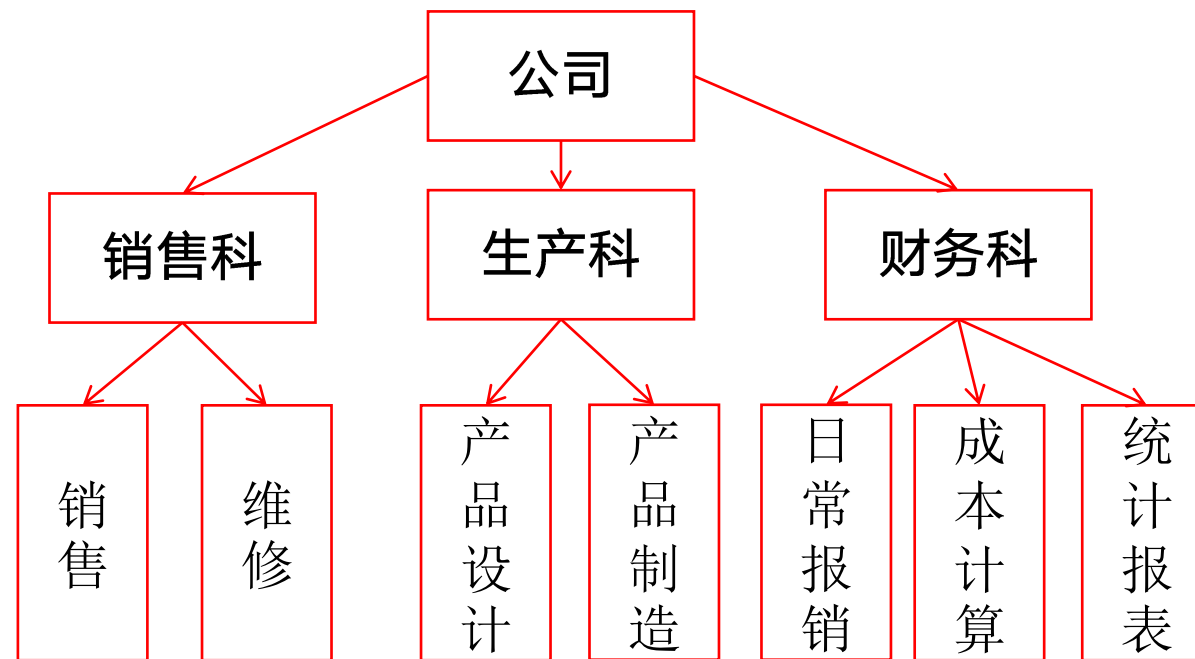 公司
销售科
生产科
财务科
销售
维修
产品设计
产品制造
日常报销
成本计算
统计报表